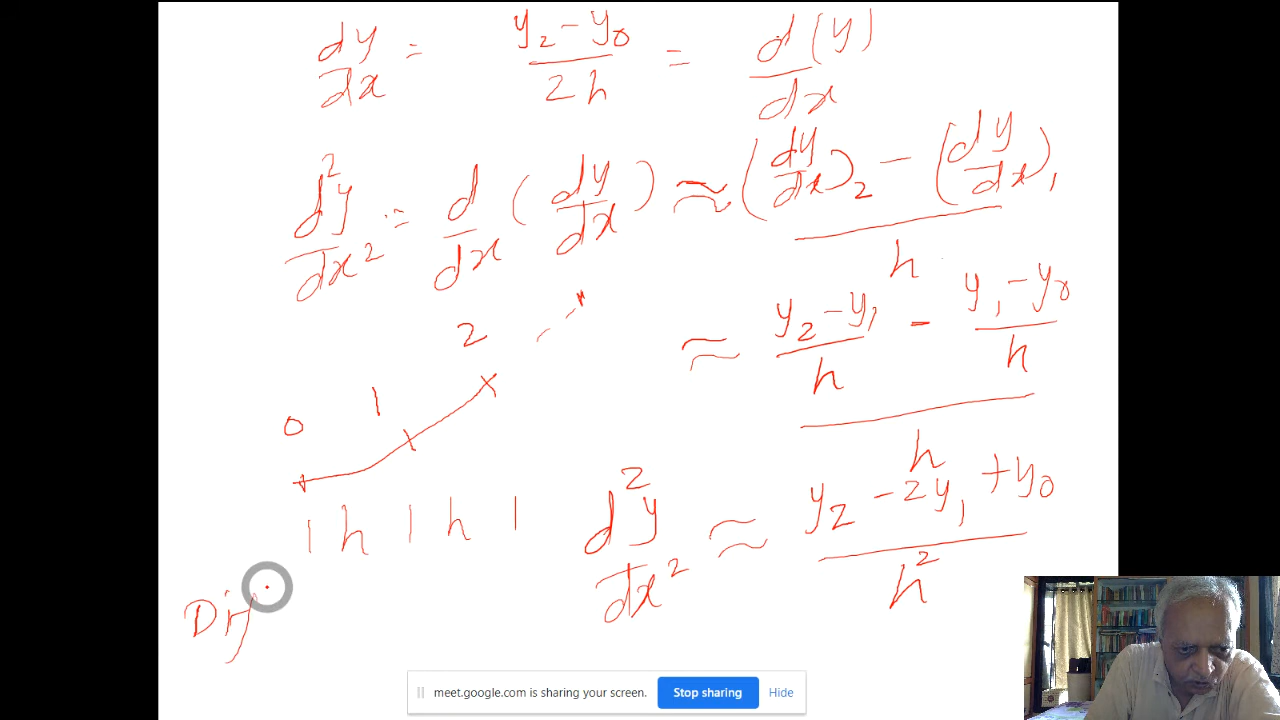 dy/dx = (y₂ - y₀)/2h = d(y)/dx
d²y/dx² = d/dx (dy/dx) ≈ ((dy/dx)₂ - (dy/dx)₁)/h
≈ ((y₂ - y₁)/h - (y₁ - y₀)/h)/h
0 1 2
| h | h |
d²y/dx² ≈ (y₂ - 2y₁ + y₀)/h²
Dif
meet.google.com is sharing your screen. Stop sharing Hide